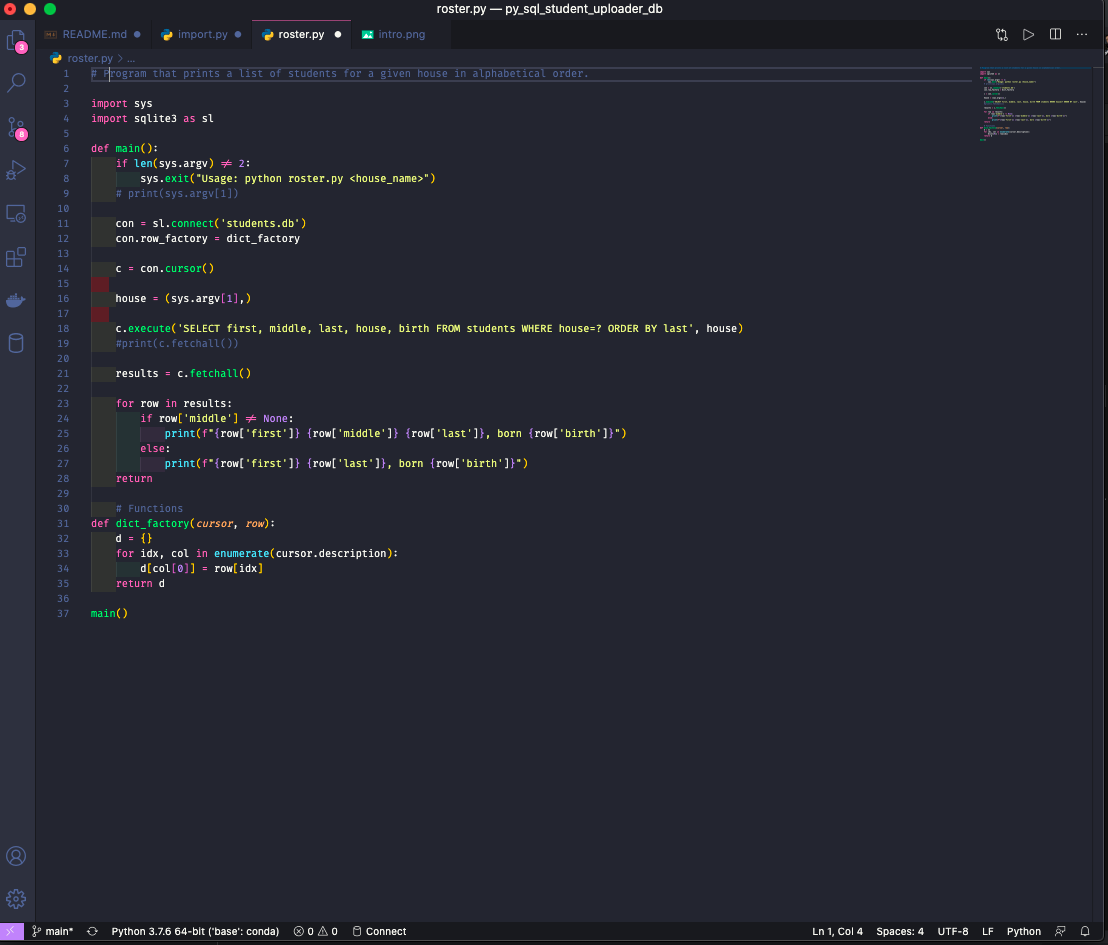 roster.py — py_sql_student_uploader_db
README.md import.py roster.py intro.png
roster.py > ...
1 # Program that prints a list of students for a given house in alphabetical order.
2
3 import sys
4 import sqlite3 as sl
5
6 def main():
7 if len(sys.argv) != 2:
8 sys.exit("Usage: python roster.py <house_name>")
9 # print(sys.argv[1])
10
11 con = sl.connect('students.db')
12 con.row_factory = dict_factory
13
14 c = con.cursor()
15
16 house = (sys.argv[1],)
17
18 c.execute('SELECT first, middle, last, house, birth FROM students WHERE house=? ORDER BY last', house)
19 #print(c.fetchall())
20
21 results = c.fetchall()
22
23 for row in results:
24 if row['middle'] != None:
25 print(f"{row['first']} {row['middle']} {row['last']}, born {row['birth']}")
26 else:
27 print(f"{row['first']} {row['last']}, born {row['birth']}")
28 return
29
30 # Functions
31 def dict_factory(cursor, row):
32 d = {}
33 for idx, col in enumerate(cursor.description):
34 d[col[0]] = row[idx]
35 return d
36
37 main()
3
8
main* Python 3.7.6 64-bit ('base': conda) 0 0 Connect Ln 1, Col 4 Spaces: 4 UTF-8 LF Python